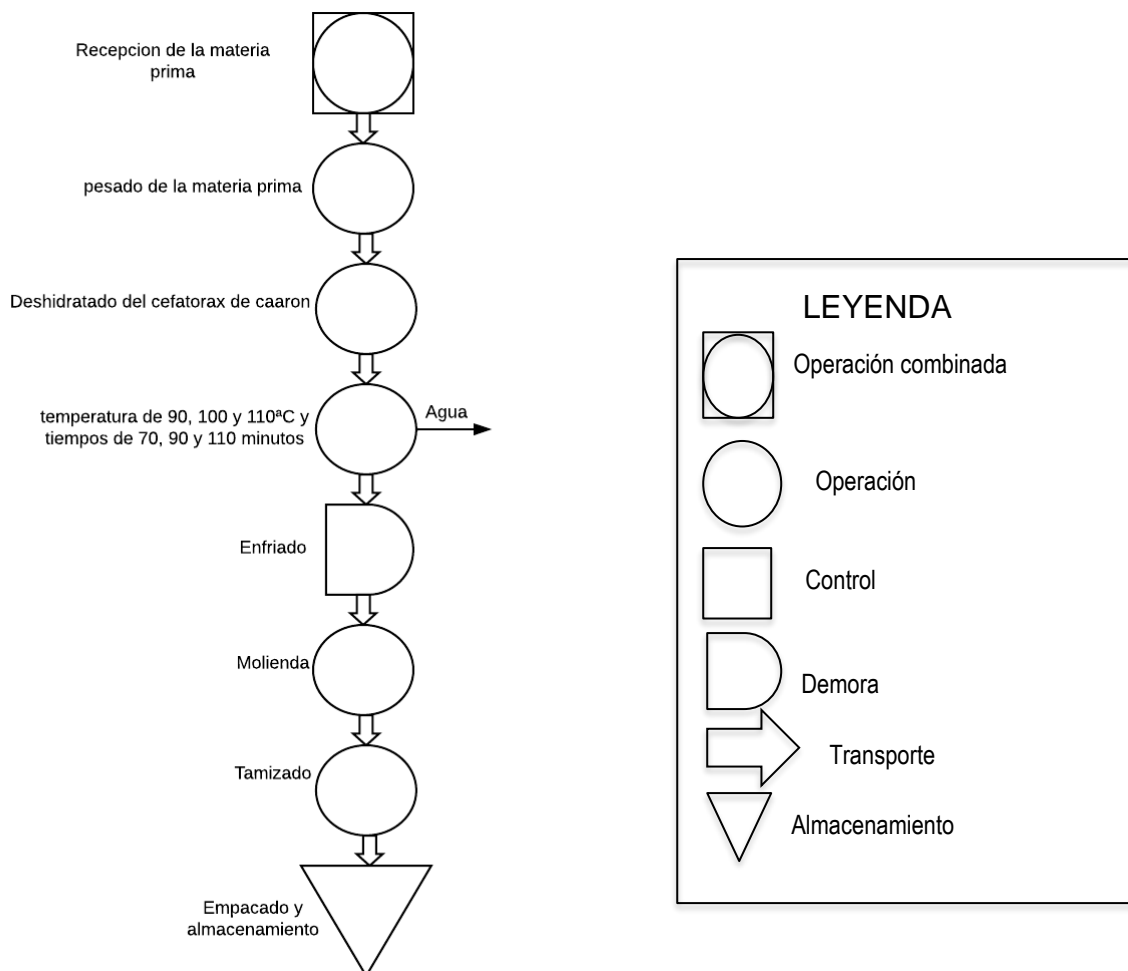 Recepcion de la materia
prima
pesado de la materia prima
Deshidratado del cefatorax de caaron
temperatura de 90, 100 y 110ªC y
tiempos de 70, 90 y 110 minutos
Agua
Enfriado
Molienda
Tamizado
Empacado y
almacenamiento
LEYENDA
Operación combinada
Operación
Control
Demora
Transporte
Almacenamiento